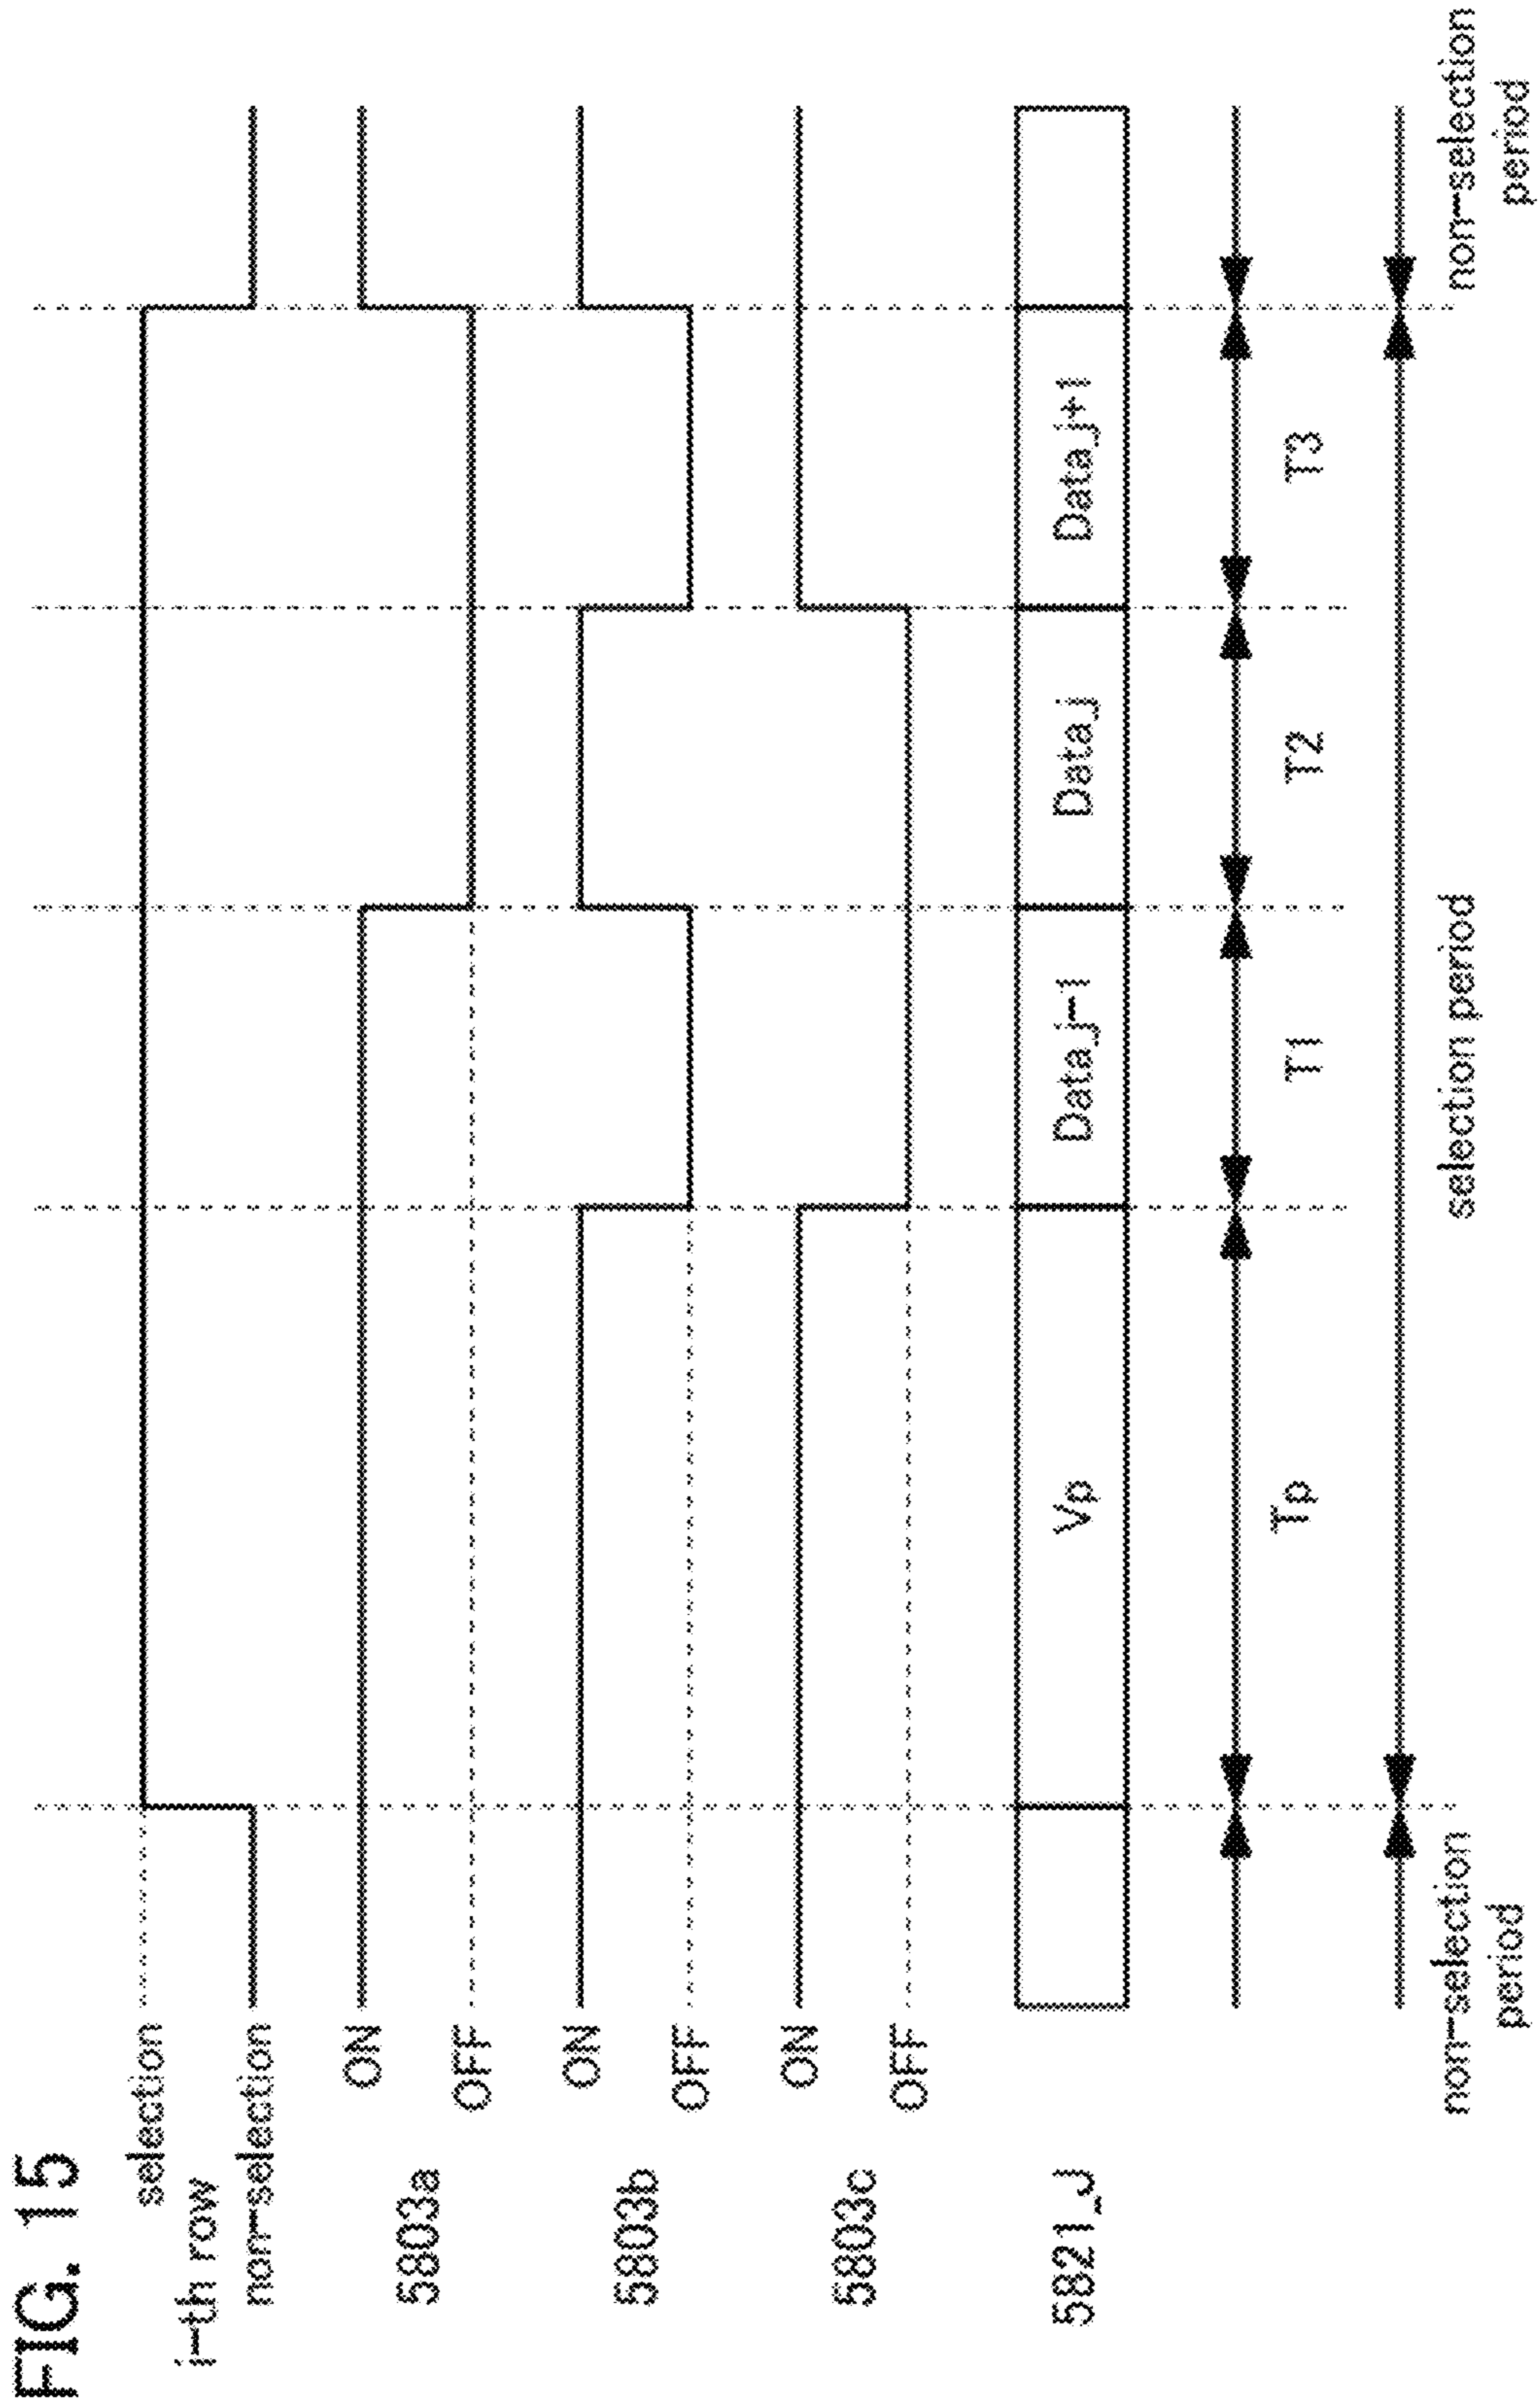 FIG. 15
selection
i-th row
non-selection
ON
5803a
OFF
ON
5803b
OFF
ON
5803c
OFF
5821_J
Vp
Data_j-1
Data_j
Data_j+1
Tp
T1
T2
T3
non-selection
period
selection period
non-selection
period